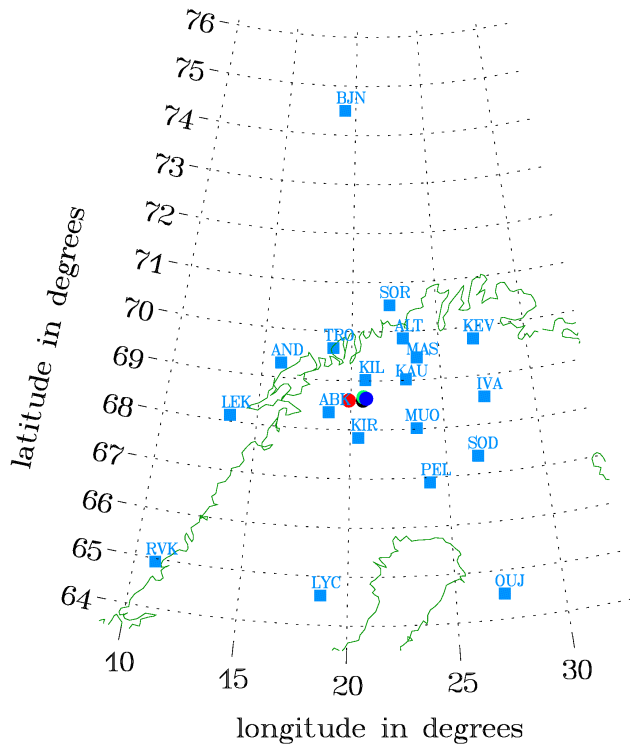 76
75
74
73
72
71
70
69
68
67
66
65
64
latitude in degrees
BJN
SOR
ALT
KEV
TRO
MAS
AND
KIL
KAU
IVA
LEK
ABK
MUO
KIR
SOD
PEL
RVK
LYC
OUJ
10
15
20
25
30
longitude in degrees